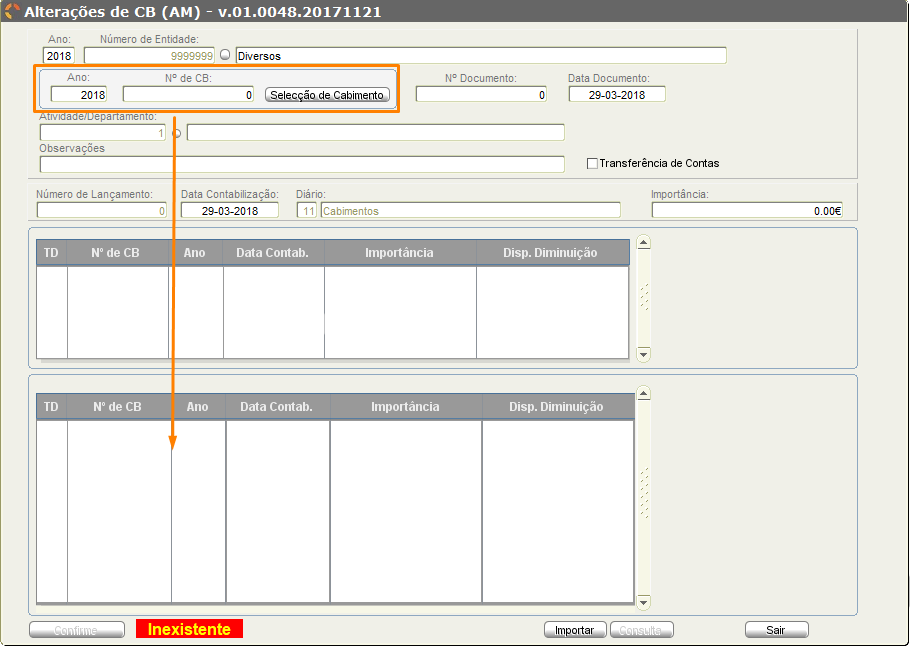 Alterações de CB (AM) - v.01.0048.20171121
Ano: Número de Entidade:
2018 9999999 Diversos
Ano: Nº de CB: Nº Documento: Data Documento:
2018 0 Selecção de Cabimento 0 29-03-2018
Atividade/Departamento:
1
Observações
Transferência de Contas
Número de Lançamento: Data Contabilização: Diário: Importância:
0 29-03-2018 11 Cabimentos 0.00€
TD Nº de CB Ano Data Contab. Importância Disp. Diminuição
TD Nº de CB Ano Data Contab. Importância Disp. Diminuição
Confirme Inexistente Importar Consulta Sair